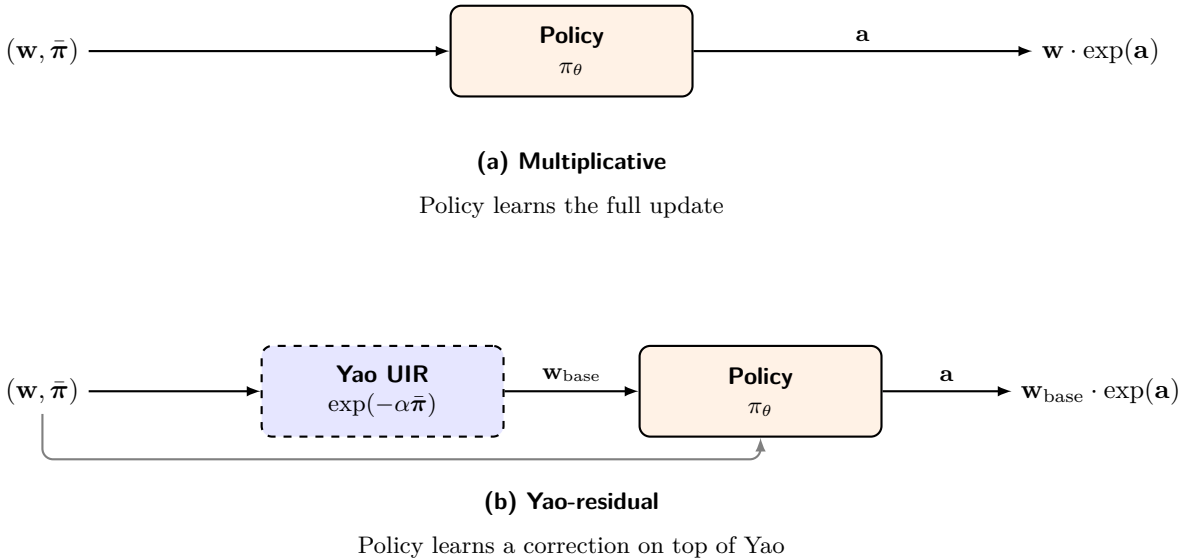 (w, π̄)
Policy
π_θ
a
w · exp(a)
(a) Multiplicative
Policy learns the full update
(w, π̄)
Yao UIR
exp(−απ̄)
w_base
Policy
π_θ
a
w_base · exp(a)
(b) Yao-residual
Policy learns a correction on top of Yao